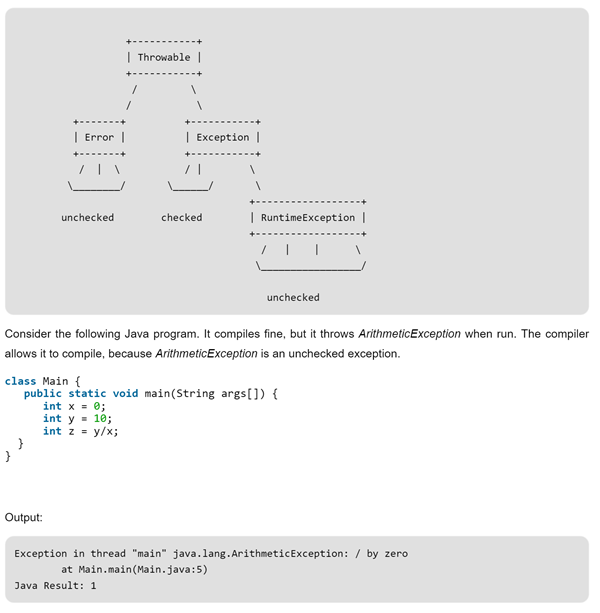 +-----------+
| Throwable |
+-----------+
/ \
/ \
+-------+ +-----------+
| Error | | Exception |
+-------+ +-----------+
/ | \ / | \
\________/ \______/ \
+------------------+
unchecked checked | RuntimeException |
+------------------+
/ | | \
\_________________/
unchecked
Consider the following Java program. It compiles fine, but it throws ArithmeticException when run. The compiler
allows it to compile, because ArithmeticException is an unchecked exception.
class Main {
public static void main(String args[]) {
int x = 0;
int y = 10;
int z = y/x;
}
}
Output:
Exception in thread "main" java.lang.ArithmeticException: / by zero
at Main.main(Main.java:5)
Java Result: 1